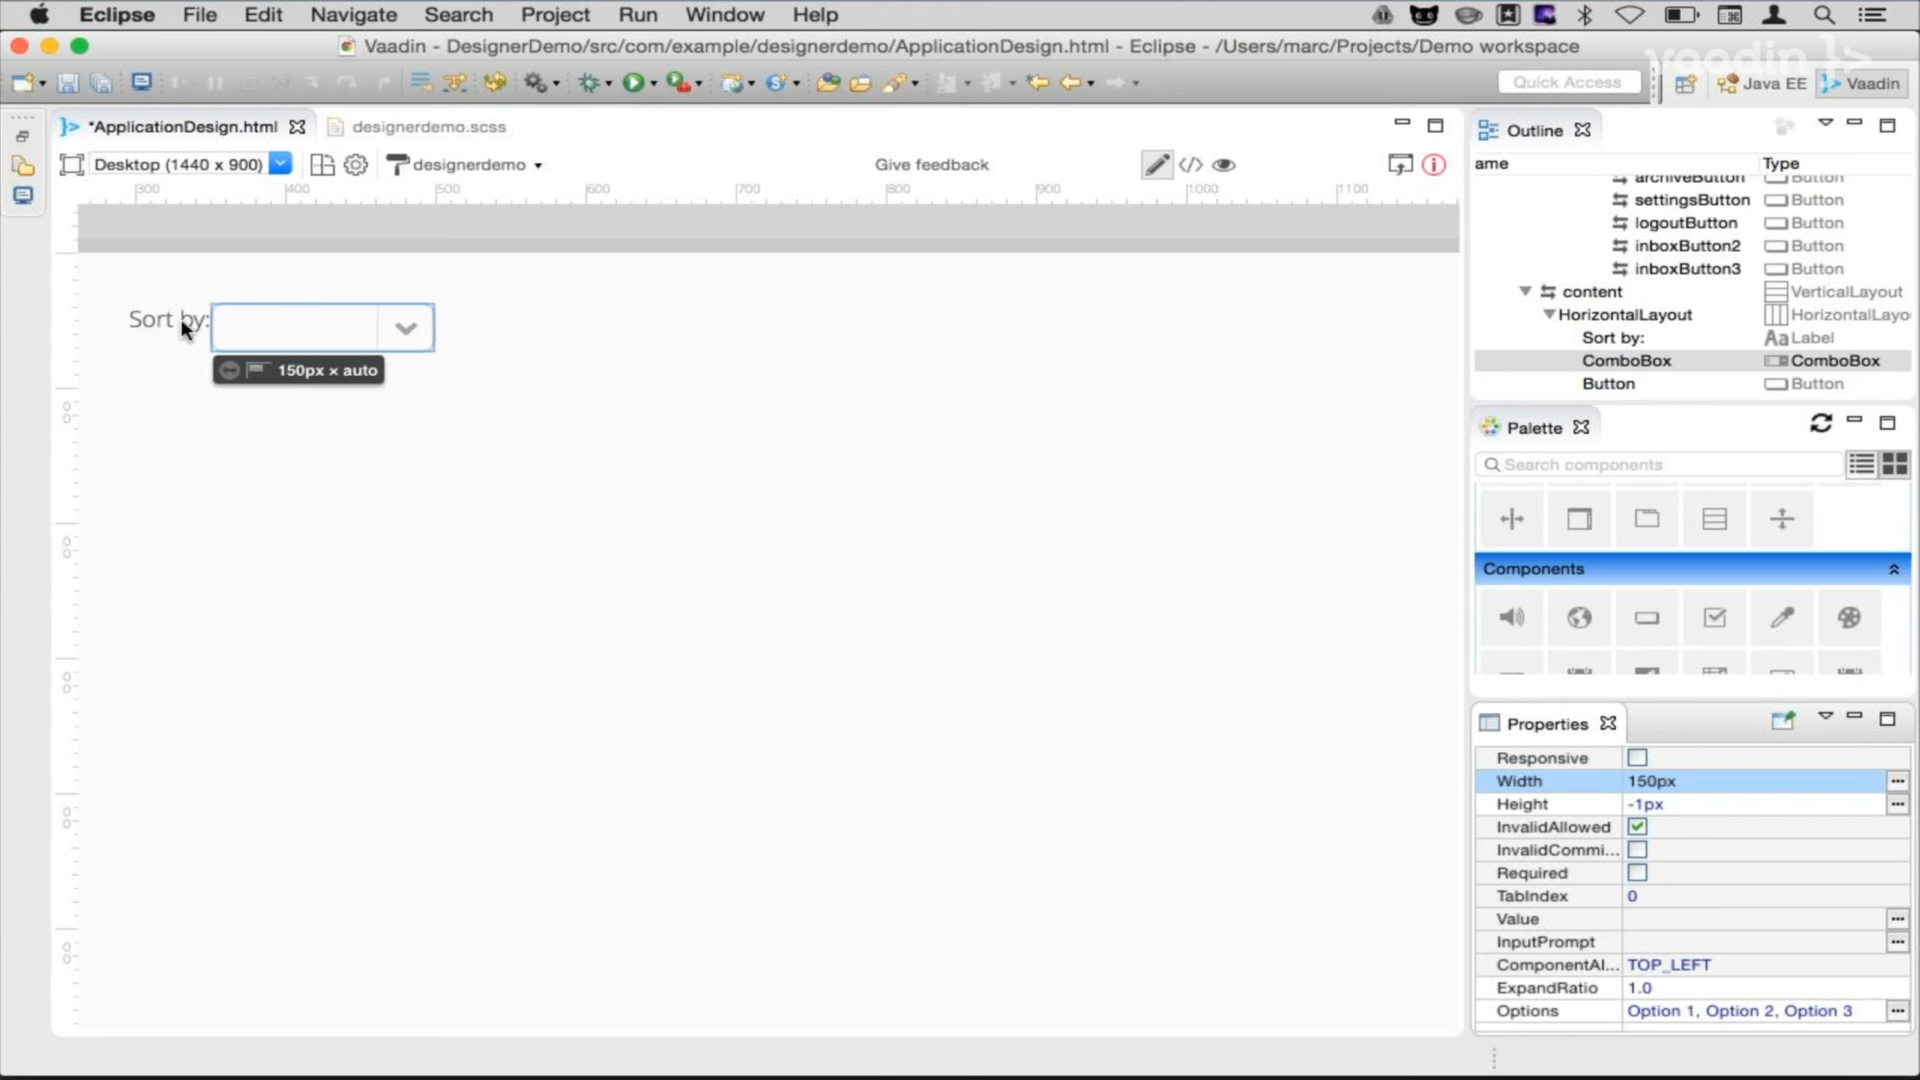 Eclipse File Edit Navigate Search Project Run Window Help
Vaadin - DesignerDemo/src/com/example/designerdemo/ApplicationDesign.html - Eclipse - /Users/marc/Projects/Demo workspace
vaadin }>
Quick Access
Java EE
Vaadin
*ApplicationDesign.html
designerdemo.scss
Desktop (1440 x 900)
designerdemo
Give feedback
300 400 500 600 700 800 900 1000 1100
Sort by:
150px × auto
Outline
ame Type
archiveButton Button
settingsButton Button
logoutButton Button
inboxButton2 Button
inboxButton3 Button
content VerticalLayout
HorizontalLayout HorizontalLayo
Sort by: Aa Label
ComboBox ComboBox
Button Button
Palette
Search components
Components
Properties
Responsive
Width 150px
Height -1px
InvalidAllowed
InvalidCommi...
Required
TabIndex 0
Value
InputPrompt
ComponentAl... TOP_LEFT
ExpandRatio 1.0
Options Option 1, Option 2, Option 3